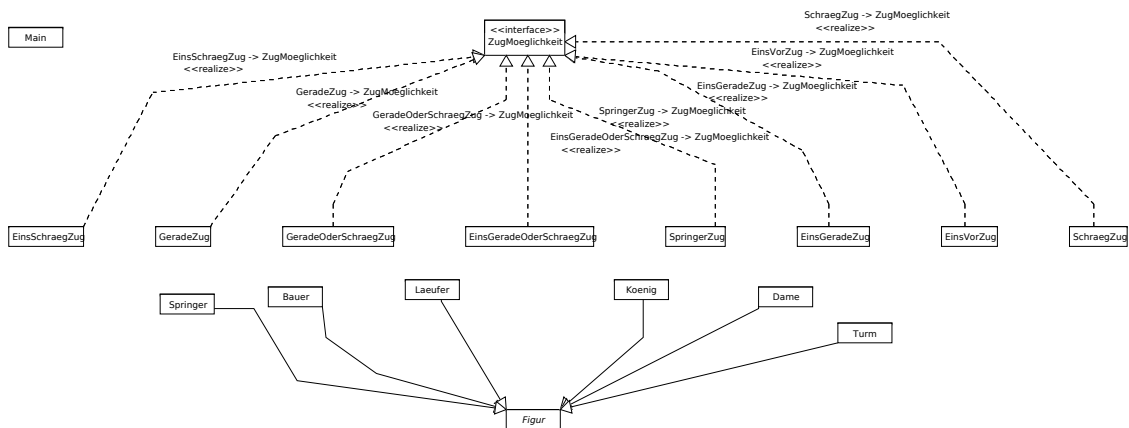 SchraegZug -> ZugMoeglichkeit
<<realize>>
<<interface>>
ZugMoeglichkeit
Main
EinsSchraegZug -> ZugMoeglichkeit
<<realize>>
EinsVorZug -> ZugMoeglichkeit
<<realize>>
GeradeZug -> ZugMoeglichkeit
<<realize>>
EinsGeradeZug -> ZugMoeglichkeit
<<realize>>
GeradeOderSchraegZug -> ZugMoeglichkeit
<<realize>>
SpringerZug -> ZugMoeglichkeit
<<realize>>
EinsGeradeOderSchraegZug -> ZugMoeglichkeit
<<realize>>
EinsSchraegZug
GeradeZug
GeradeOderSchraegZug
EinsGeradeOderSchraegZug
SpringerZug
EinsGeradeZug
EinsVorZug
SchraegZug
Springer
Bauer
Laeufer
Koenig
Dame
Turm
Figur